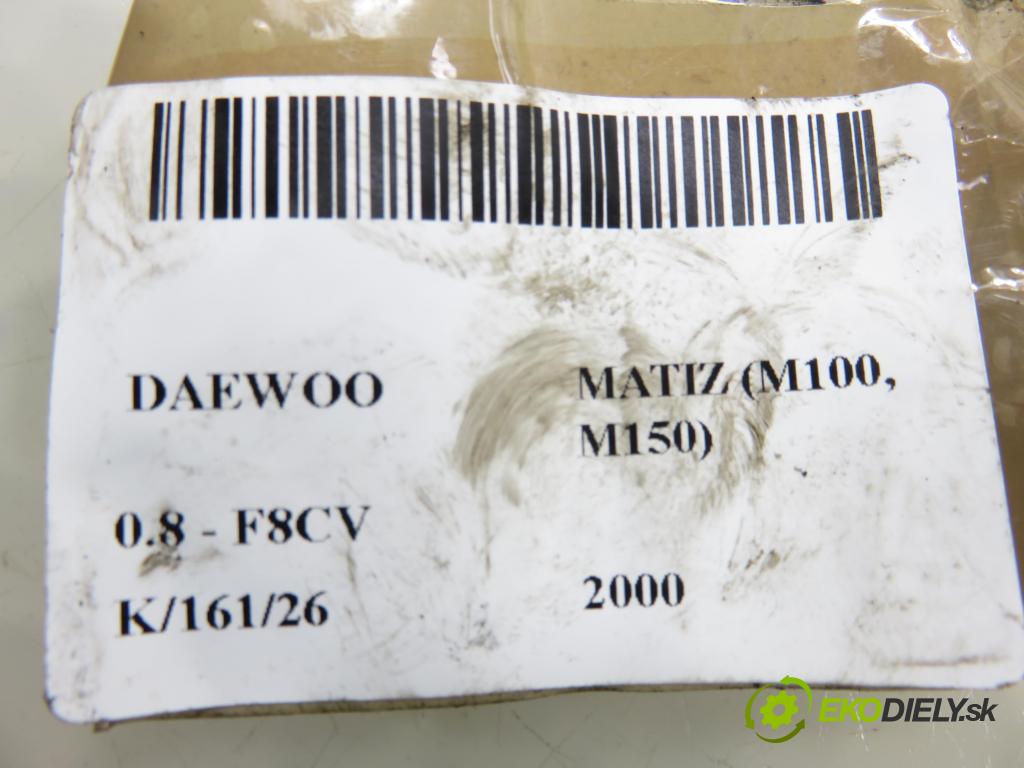 DAEWOO
MATIZ (M100,
M150)
0.8 - F8CV
K/161/26
2000
EKODIELY.sk